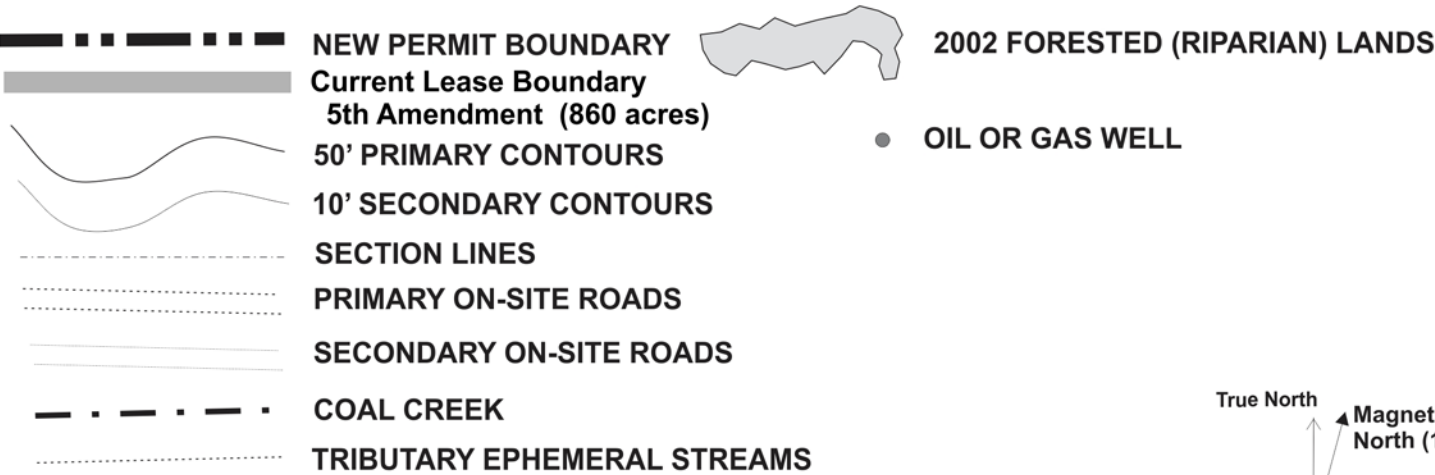 NEW PERMIT BOUNDARY
Current Lease Boundary
5th Amendment (860 acres)
50' PRIMARY CONTOURS
10' SECONDARY CONTOURS
SECTION LINES
PRIMARY ON-SITE ROADS
SECONDARY ON-SITE ROADS
COAL CREEK
TRIBUTARY EPHEMERAL STREAMS
2002 FORESTED (RIPARIAN) LANDS
OIL OR GAS WELL
True North
North